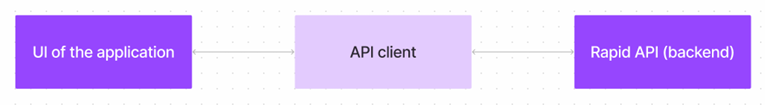 UI of the application
API client
Rapid API (backend)